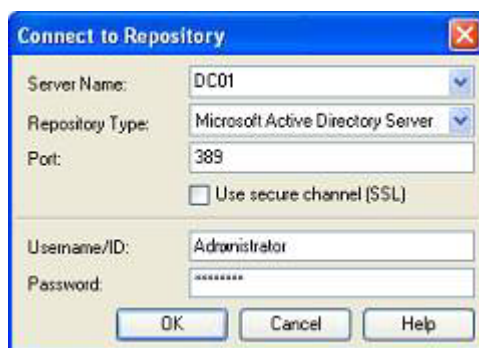 Connect to Repository
Server Name: DC01
Repository Type: Microsoft Active Directory Server
Port: 389
Use secure channel (SSL)
Username/ID: Administrator
Password: ********
OK Cancel Help